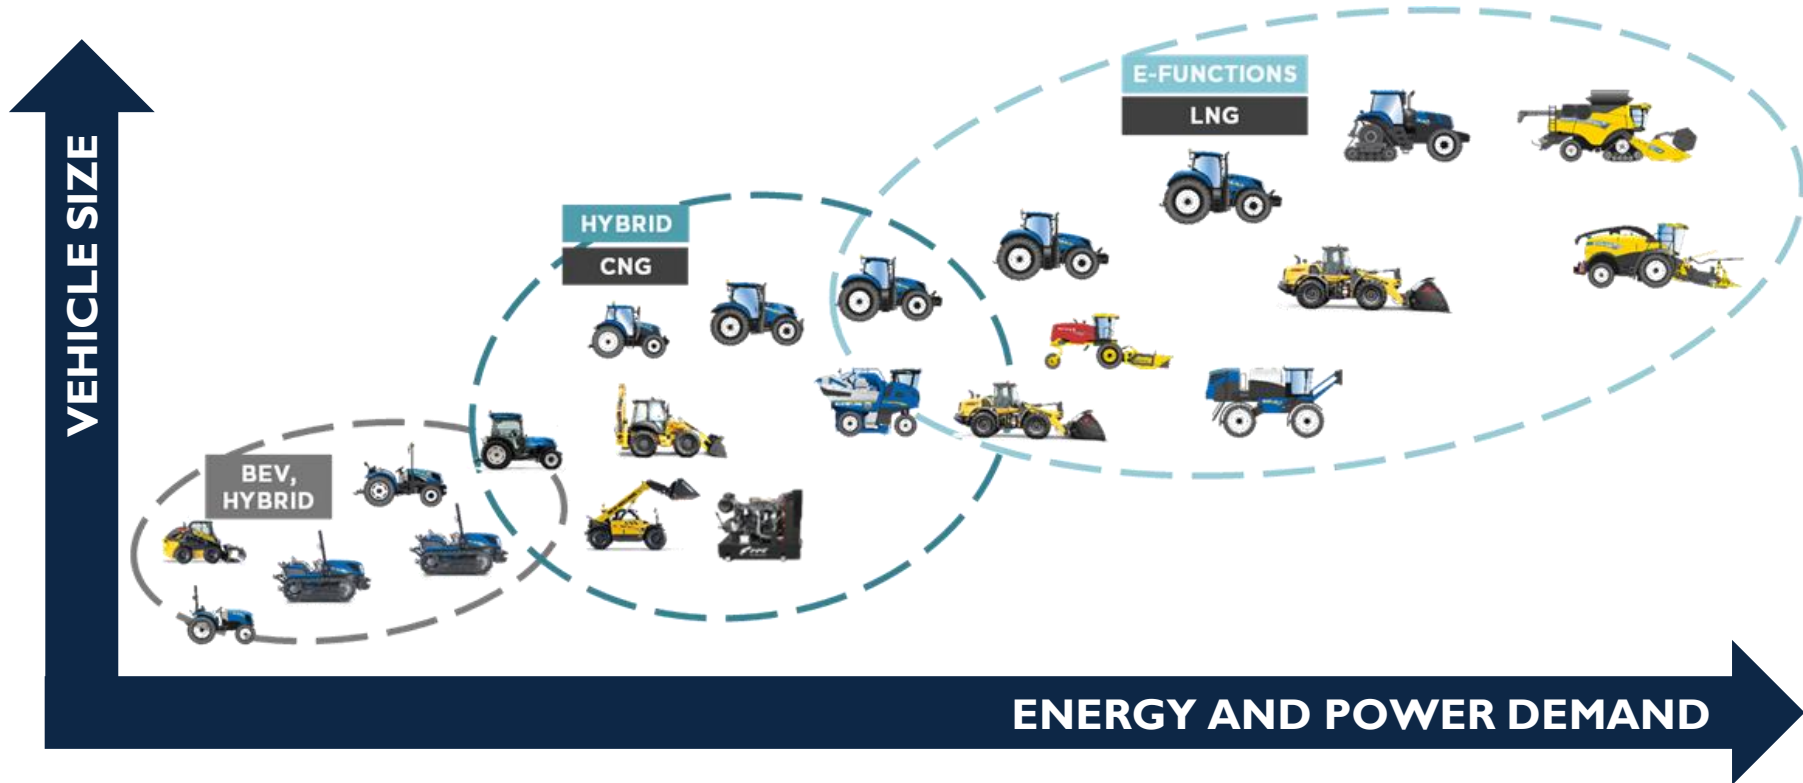 VEHICLE SIZE
E-FUNCTIONS
LNG
HYBRID
CNG
BEV,
HYBRID
ENERGY AND POWER DEMAND